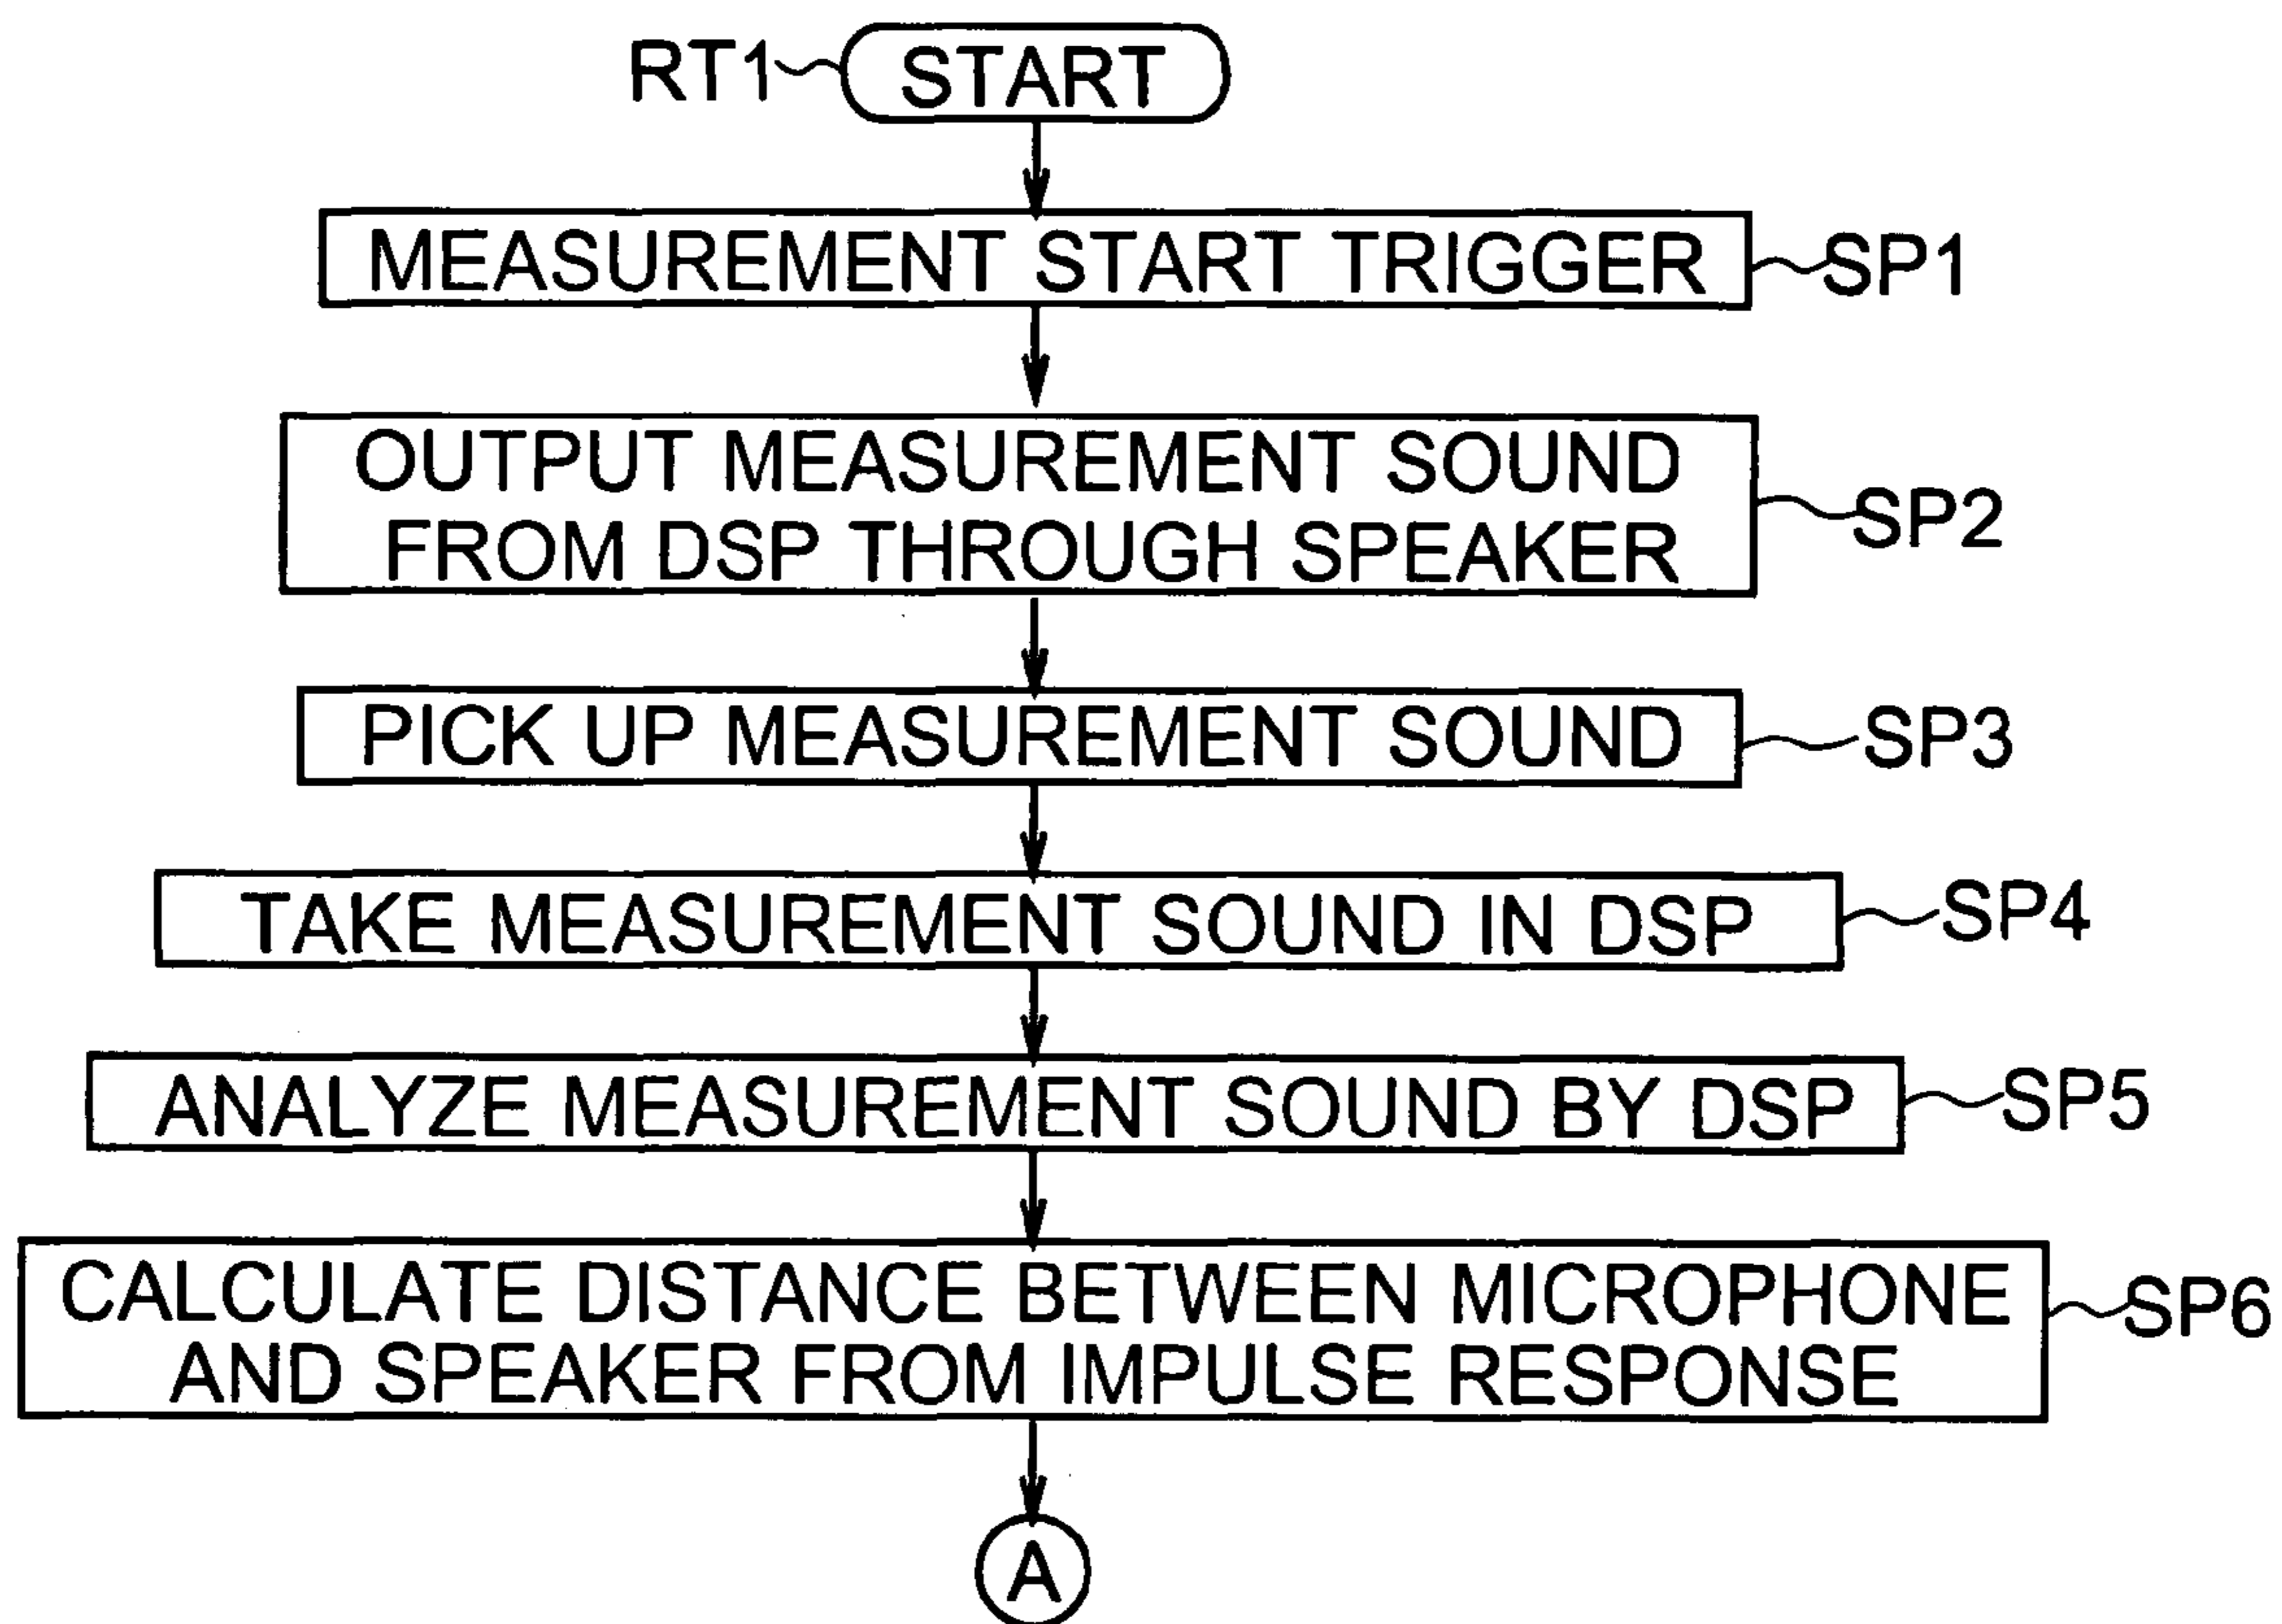 RT1
START
MEASUREMENT START TRIGGER
SP1
OUTPUT MEASUREMENT SOUND
FROM DSP THROUGH SPEAKER
SP2
PICK UP MEASUREMENT SOUND
SP3
TAKE MEASUREMENT SOUND IN DSP
SP4
ANALYZE MEASUREMENT SOUND BY DSP
SP5
CALCULATE DISTANCE BETWEEN MICROPHONE
AND SPEAKER FROM IMPULSE RESPONSE
SP6
A